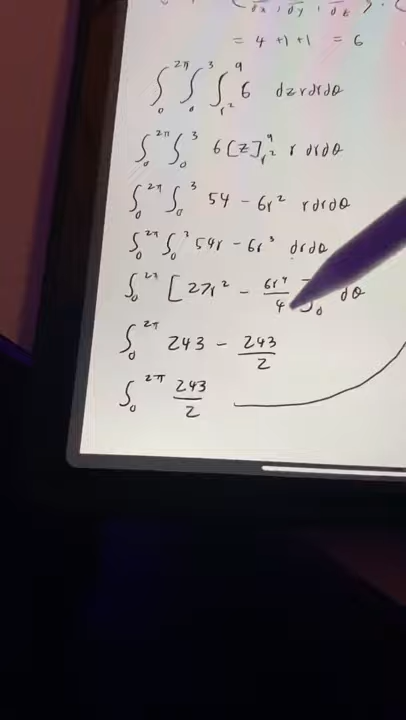 ∂x , ∂y , ∂z ) · (
= 4 + 1 + 1 = 6
∫₀^2π ∫₀^3 ∫_r²^9 6 dz r dr dθ
∫₀^2π ∫₀^3 6 [z]_r²^9 r dr dθ
∫₀^2π ∫₀^3 54 - 6r² r dr dθ
∫₀^2π ∫₀^3 54r - 6r³ dr dθ
∫₀^2π [27r² - 6r⁴/4 ]₀ dθ
∫₀^2π 243 - 243/2
∫₀^2π 243/2